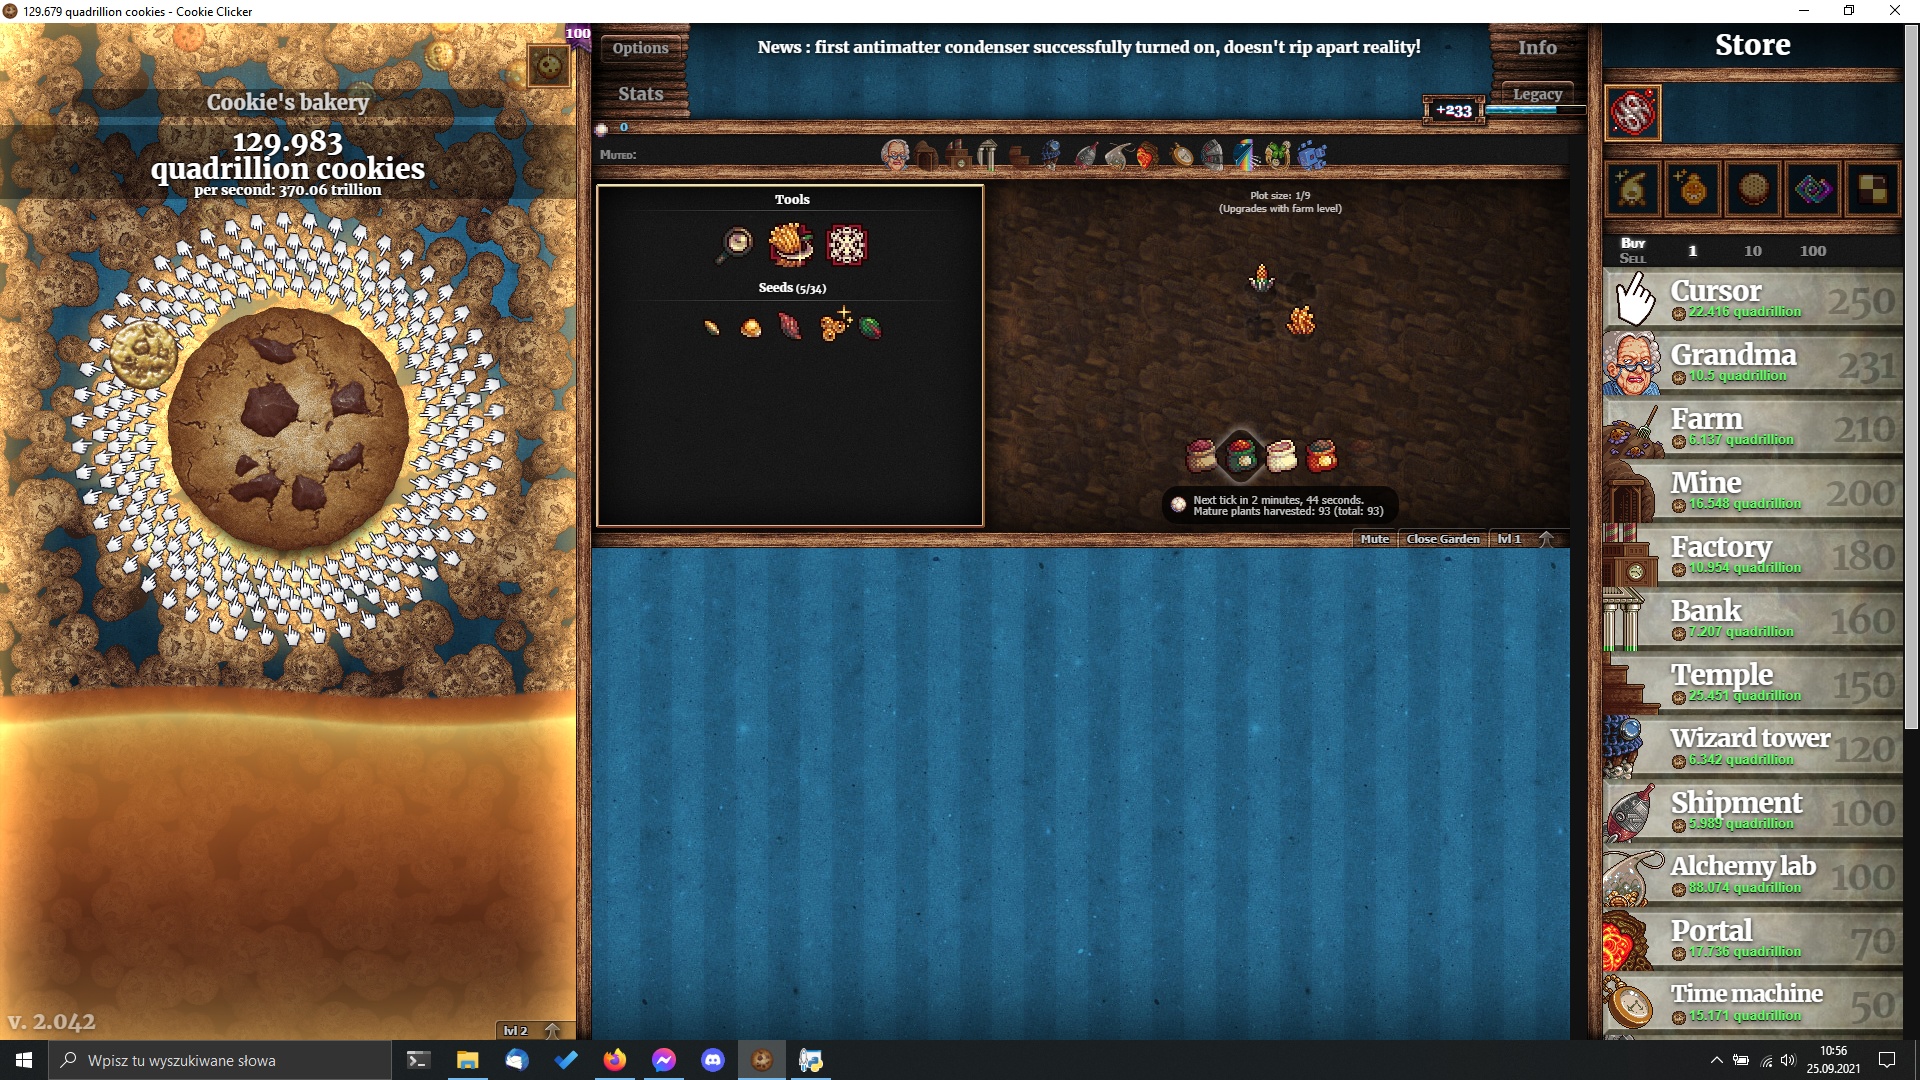 129.679 quadrillion cookies - Cookie Clicker
100
Cookie's bakery
129.983
quadrillion cookies
per second: 370.06 trillion
v. 2.042
lvl 2
Options
Stats
News : first antimatter condenser successfully turned on, doesn't rip apart reality!
Info
Legacy
+233
0
Muted:
Tools
Seeds (5/34)
Plot size: 1/9
(Upgrades with farm level)
Next tick in 2 minutes, 44 seconds.
Mature plants harvested: 93 (total: 93)
Mute
Close Garden
lvl 1
Store
Buy
Sell
1
10
100
Cursor
22.416 quadrillion
250
Grandma
10.5 quadrillion
231
Farm
6.137 quadrillion
210
Mine
16.548 quadrillion
200
Factory
10.954 quadrillion
180
Bank
7.207 quadrillion
160
Temple
25.451 quadrillion
150
Wizard tower
6.342 quadrillion
120
Shipment
5.989 quadrillion
100
Alchemy lab
88.074 quadrillion
100
Portal
17.736 quadrillion
70
Time machine
15.171 quadrillion
50
Wpisz tu wyszukiwane słowa
10:56
25.09.2021